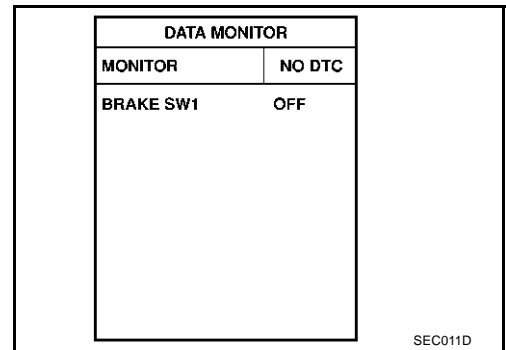 DATA MONITOR
MONITOR NO DTC
BRAKE SW1 OFF
SEC011D